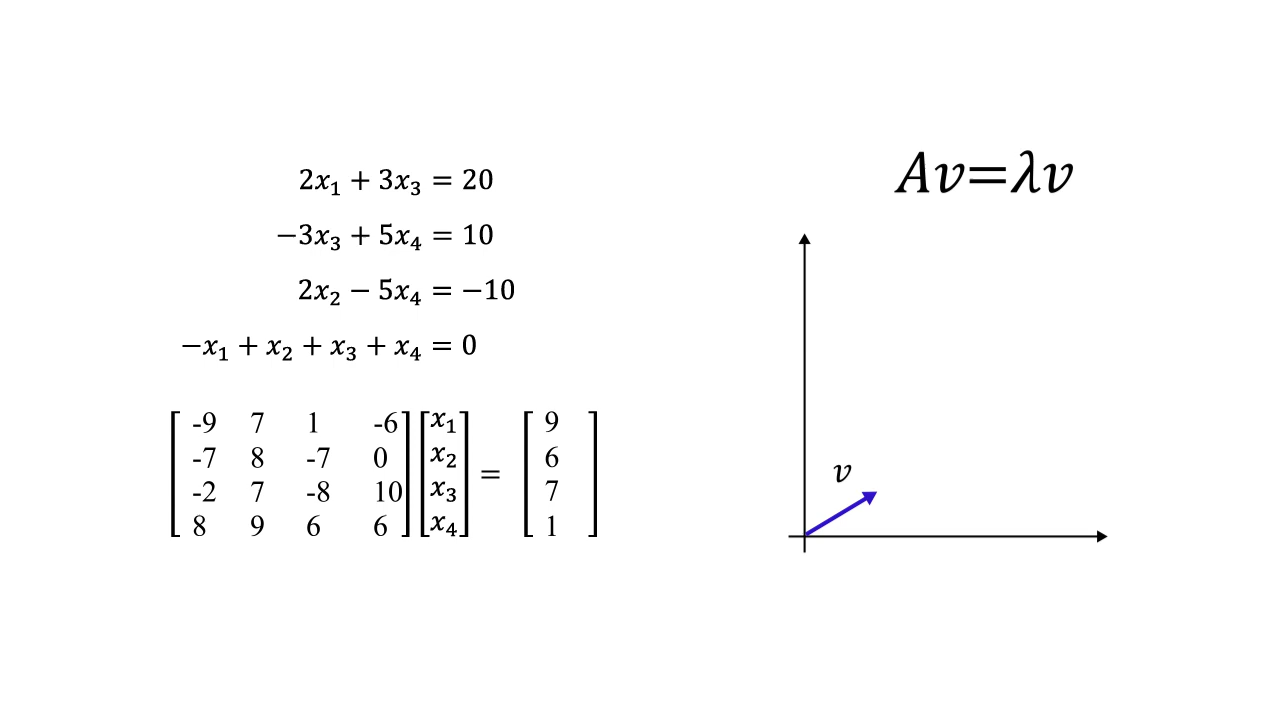 2x₁ + 3x₃ = 20
−3x₃ + 5x₄ = 10
2x₂ − 5x₄ = −10
−x₁ + x₂ + x₃ + x₄ = 0
-9 7 1 -6 x₁ 9
-7 8 -7 0 x₂ = 6
-2 7 -8 10 x₃ 7
8 9 6 6 x₄ 1
Av=λv
v